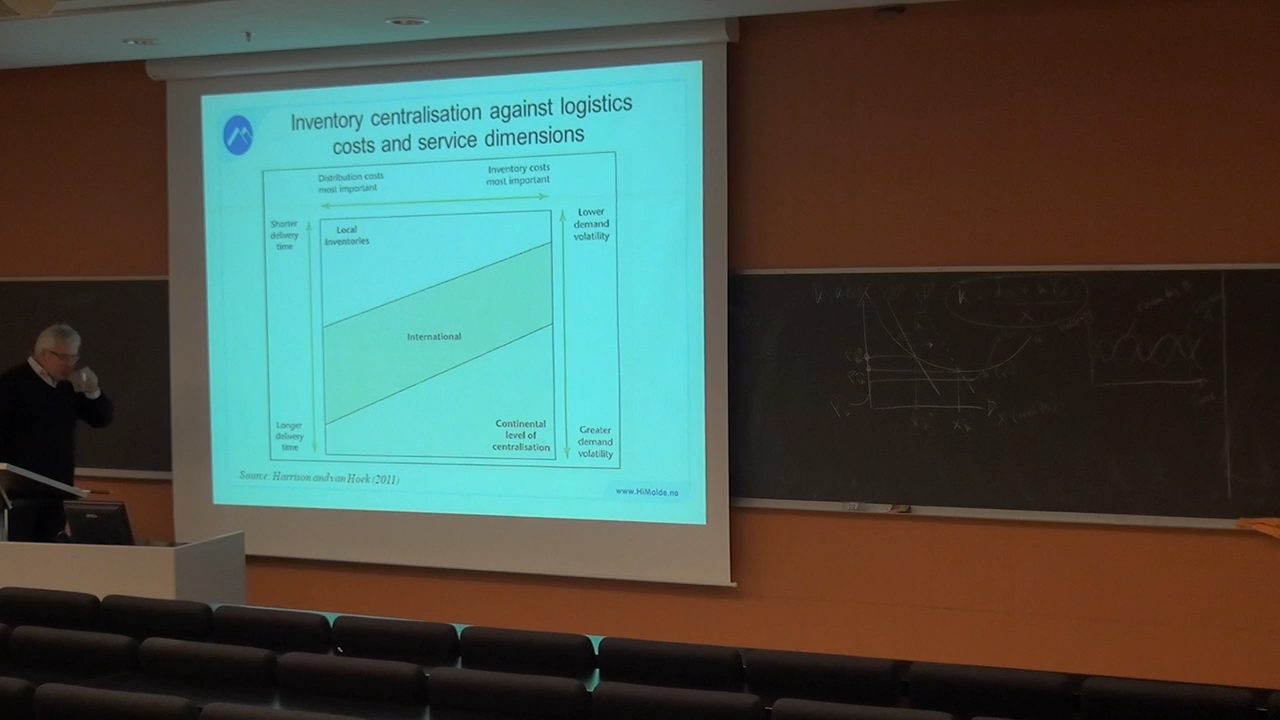 Inventory centralisation against logistics
costs and service dimensions
Distribution costs
most important
Inventory costs
most important
Shorter
delivery
time
Local
inventories
Lower
demand
volatility
International
Longer
delivery
time
Continental
level of
centralisation
Greater
demand
volatility
Source: Harrison and van Hoek (2011)
www.HiMolde.no